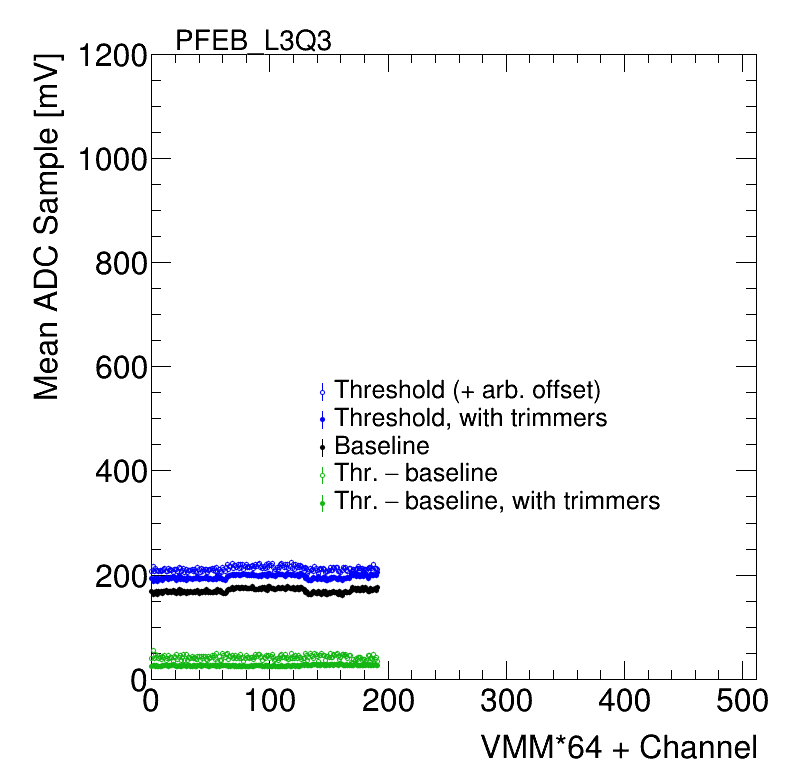 PFEB_L3Q3
Mean ADC Sample [mV]
1200
1000
800
600
400
200
0
Threshold (+ arb. offset)
Threshold, with trimmers
Baseline
Thr. – baseline
Thr. – baseline, with trimmers
0 100 200 300 400 500
VMM*64 + Channel